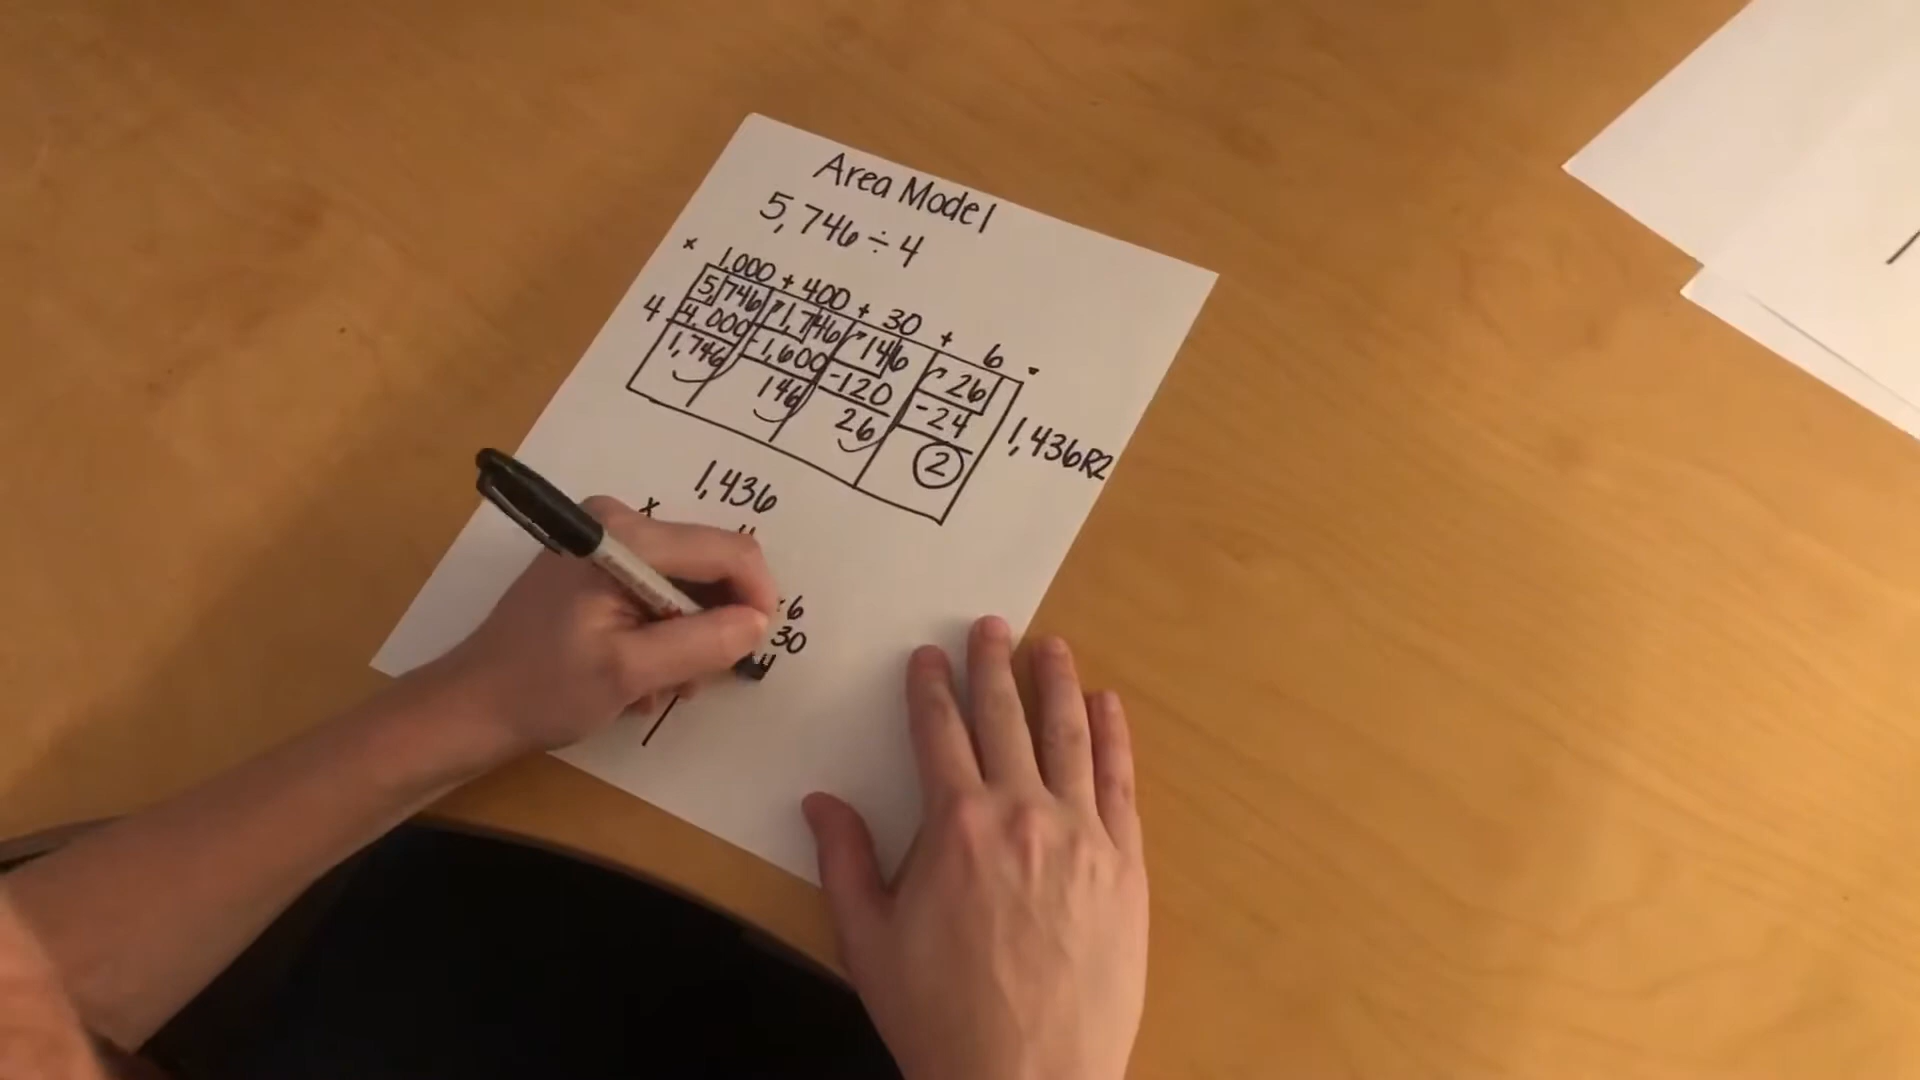 Area Model
5,746 ÷ 4
x 1,000 + 400 + 30 + 6
5,746 1,746 146 26
4 4,000 -1,600 -120 -24
1,746 146 26 2
1,436R2
1,436
x
6
30